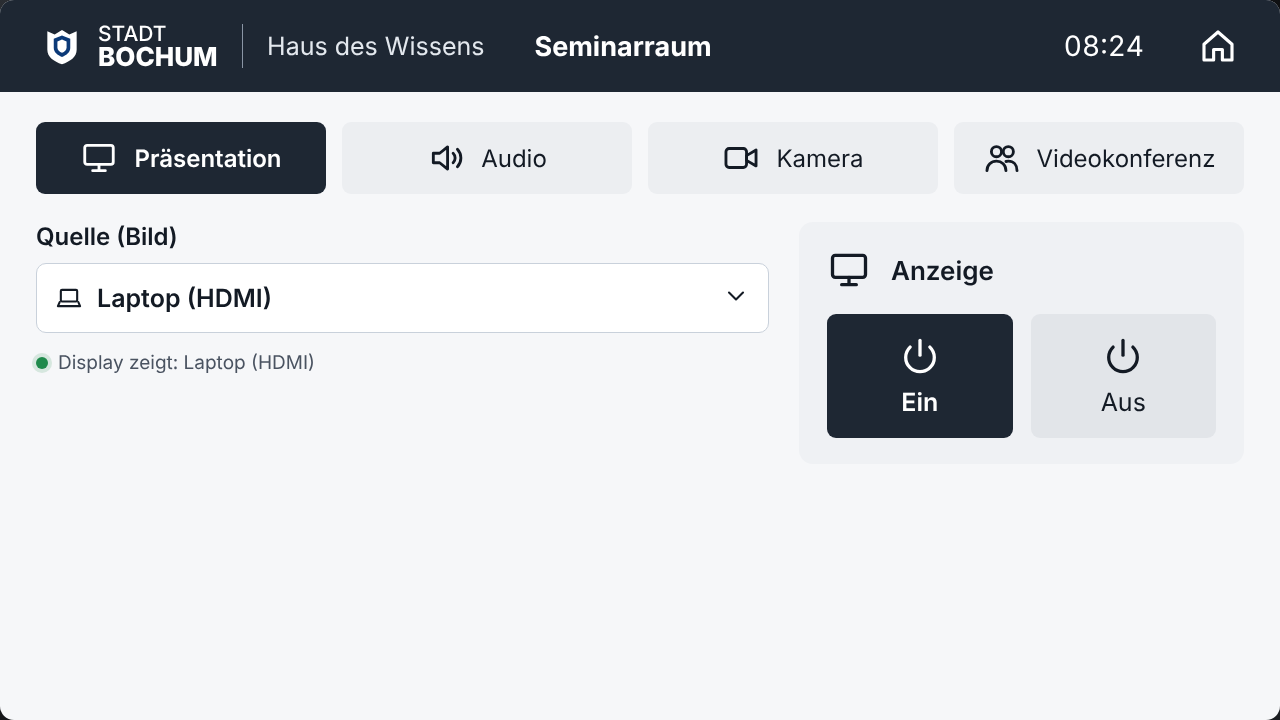 STADT
BOCHUM
Haus des Wissens
Seminarraum
08:24
Präsentation
Audio
Kamera
Videokonferenz
Quelle (Bild)
Laptop (HDMI)
Display zeigt: Laptop (HDMI)
Anzeige
Ein
Aus